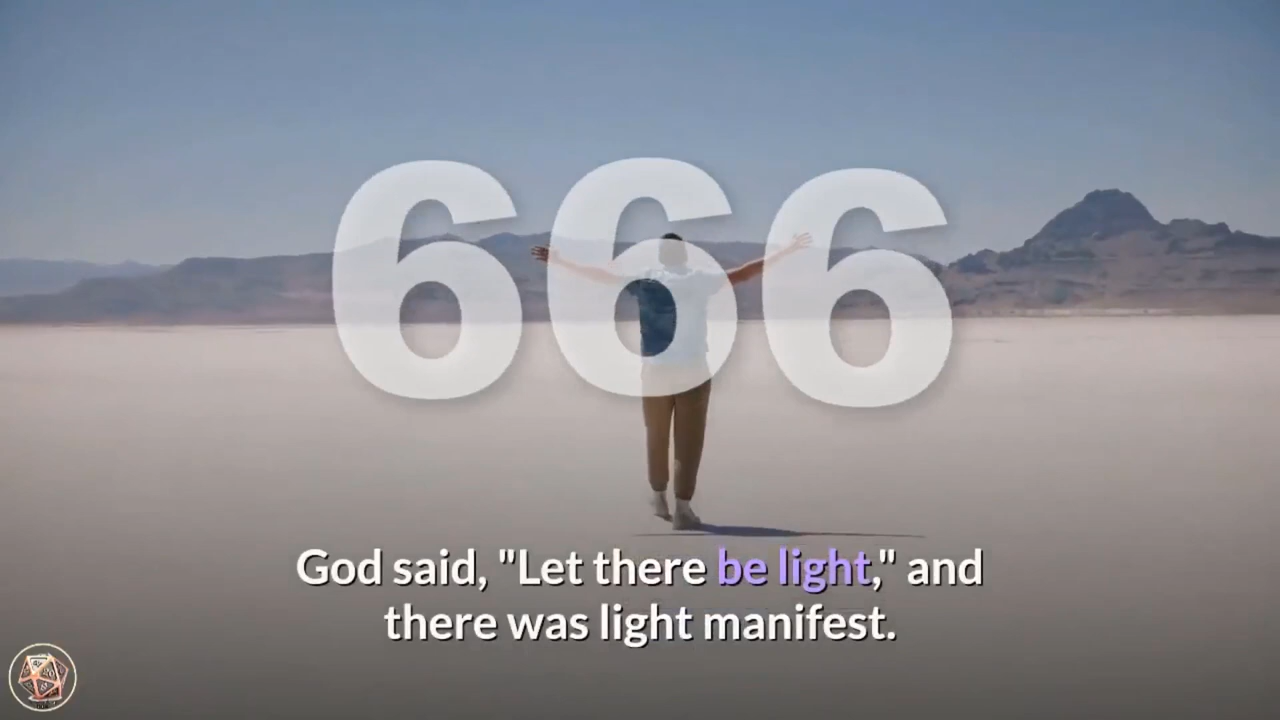 666
God said, "Let there be light," and
there was light manifest.